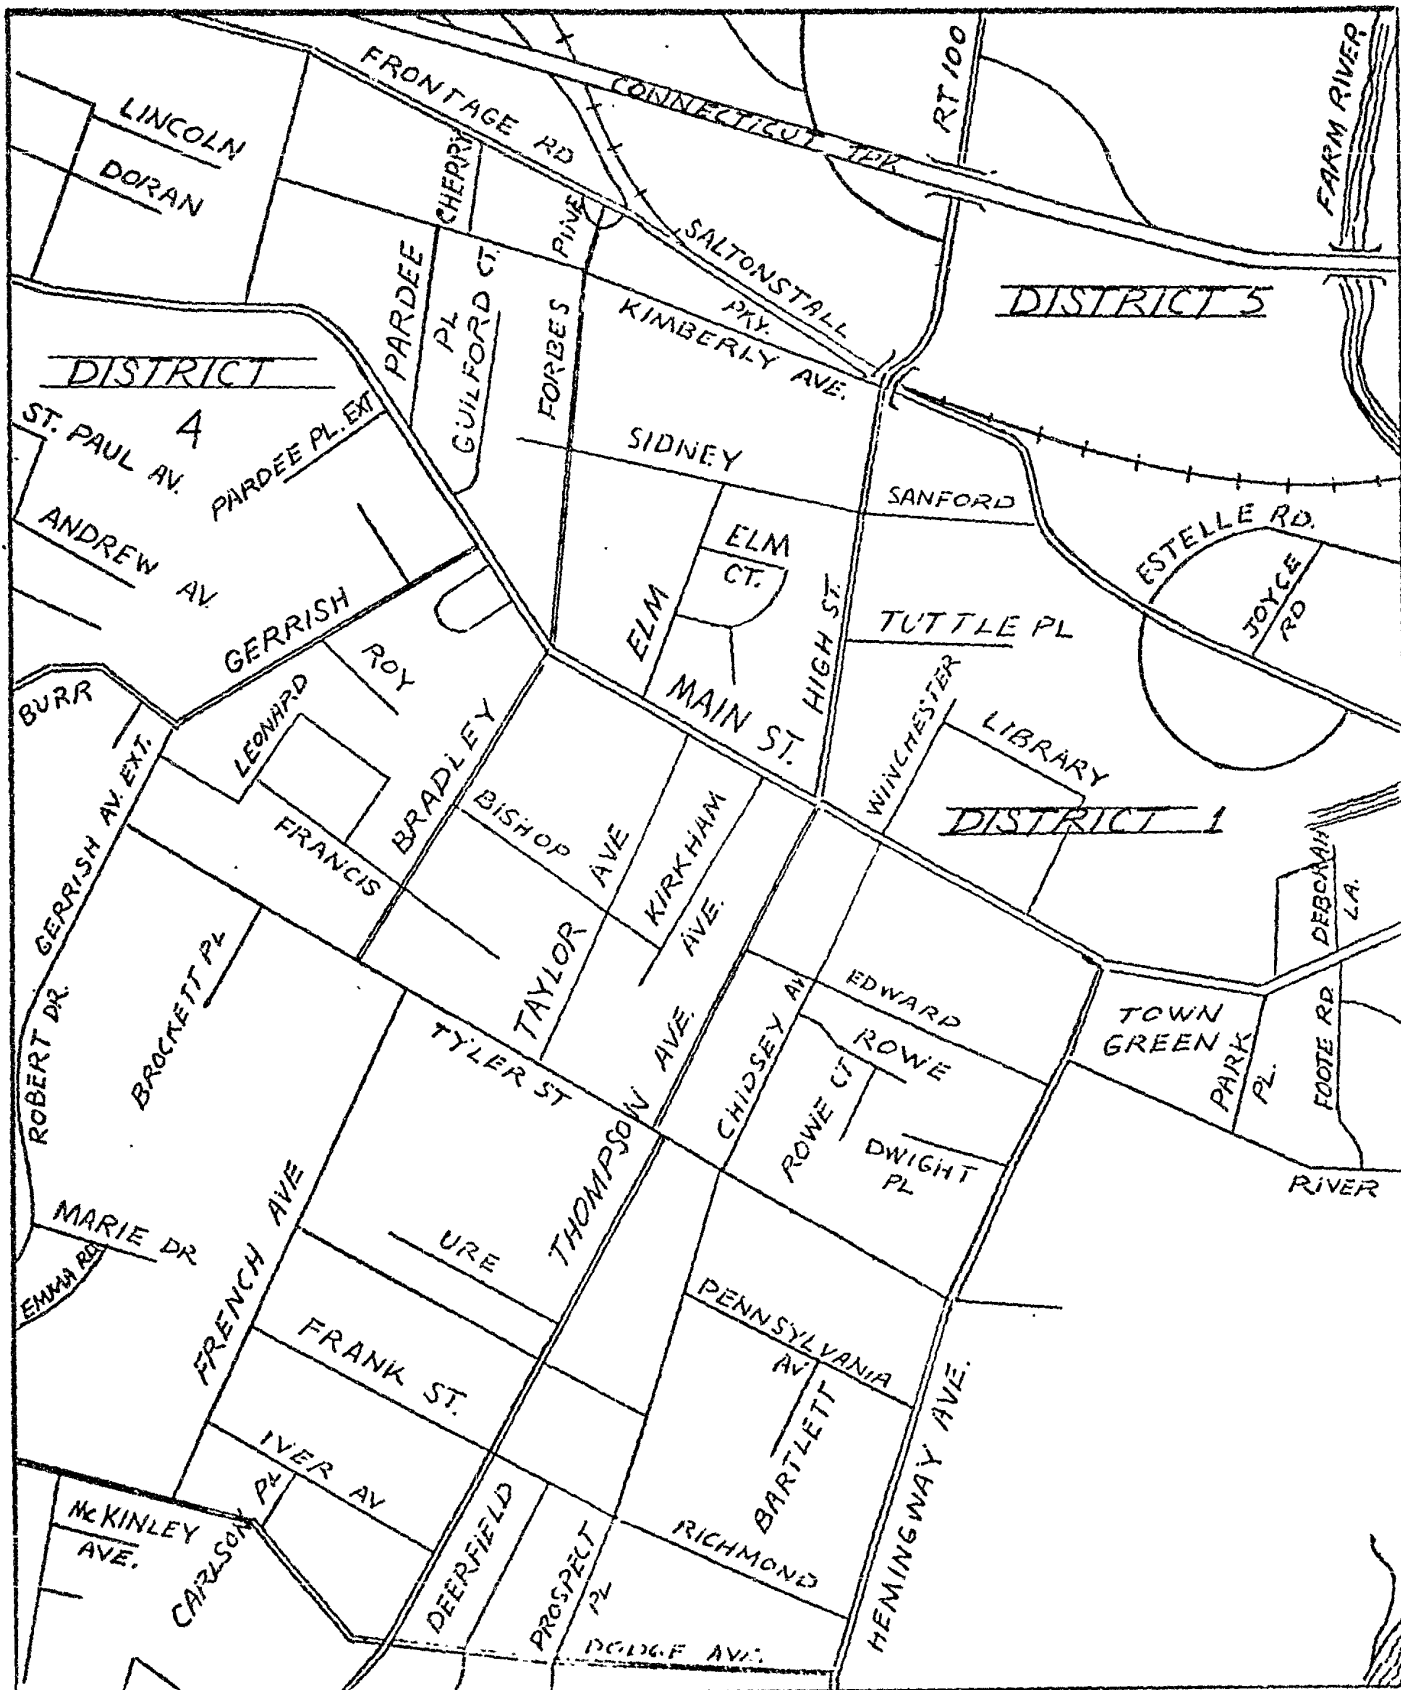 FRONTAGE RD
CONNECTICUT TPK
RT 100
FARM RIVER
LINCOLN
DORAN
CHERRY
PINE
SALTONSTALL
PKY.
KIMBERLY AVE.
DISTRICT 5
PARDEE
PL
GUILFORD CT.
FORBES
DISTRICT
4
ST. PAUL AV.
PARDEE PL. EXT
SIDNEY
SANFORD
ANDREW AV.
ELM
CT.
ELM
ESTELLE RD.
JOYCE
RD
GERRISH
ROY
HIGH ST.
TUTTLE PL
BURR
LEONARD
MAIN ST.
WINCHESTER
LIBRARY
GERRISH AV. EXT.
BRADLEY
BISHOP
FRANCIS
TAYLOR AVE
KIRKHAM
AVE.
DISTRICT 1
DEBORAH
LA.
ROBERT DR.
BROCKETT PL
TYLER ST
THOMPSON AVE.
CHIDSEY AV
EDWARD
ROWE
ROWE CT
DWIGHT
PL
TOWN
GREEN
PARK
PL.
FOOTE RD.
RIVER
MARIE DR
EMMA RD
FRENCH AVE
URE
FRANK ST.
PENNSYLVANIA
AV
BARTLETT
HEMINGWAY AVE.
IVER AV
McKINLEY
AVE.
CARLSON PL
DEERFIELD
PROSPECT
PL
RICHMOND
DODGE AVE.